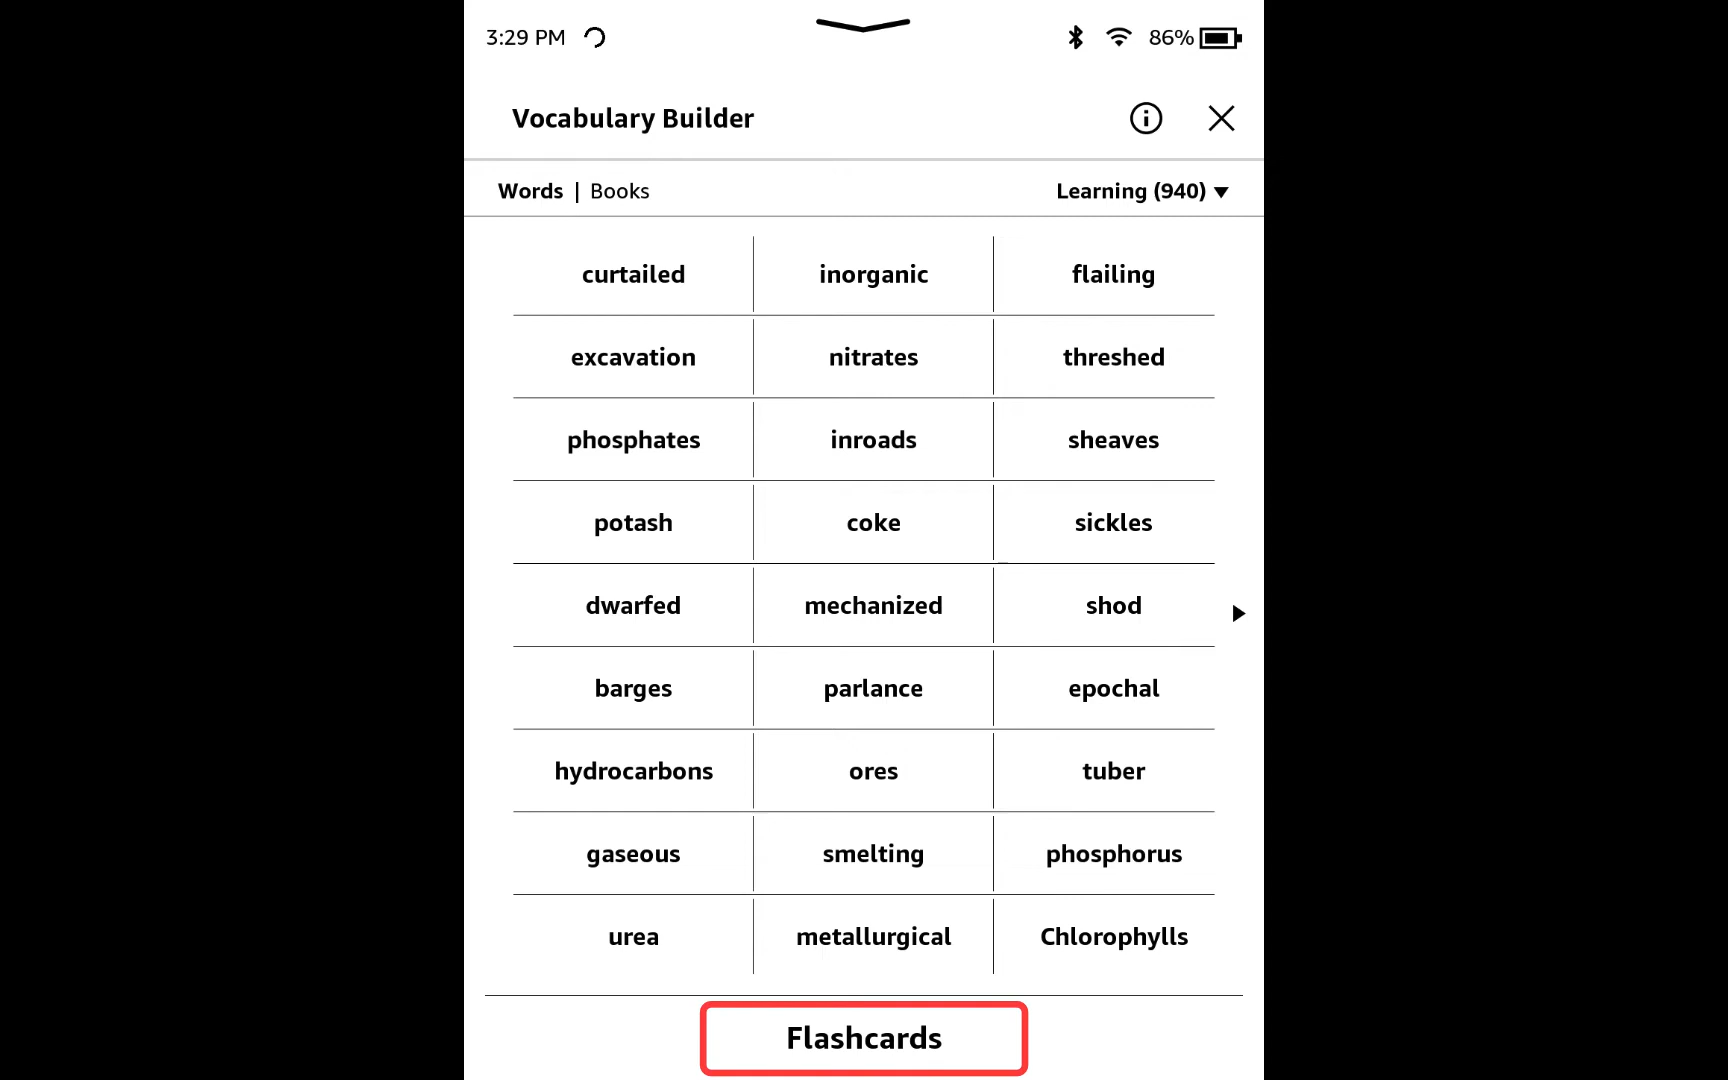 3:29 PM 86%
Vocabulary Builder
Words | Books Learning (940)
curtailed inorganic flailing
excavation nitrates threshed
phosphates inroads sheaves
potash coke sickles
dwarfed mechanized shod
barges parlance epochal
hydrocarbons ores tuber
gaseous smelting phosphorus
urea metallurgical Chlorophylls
Flashcards